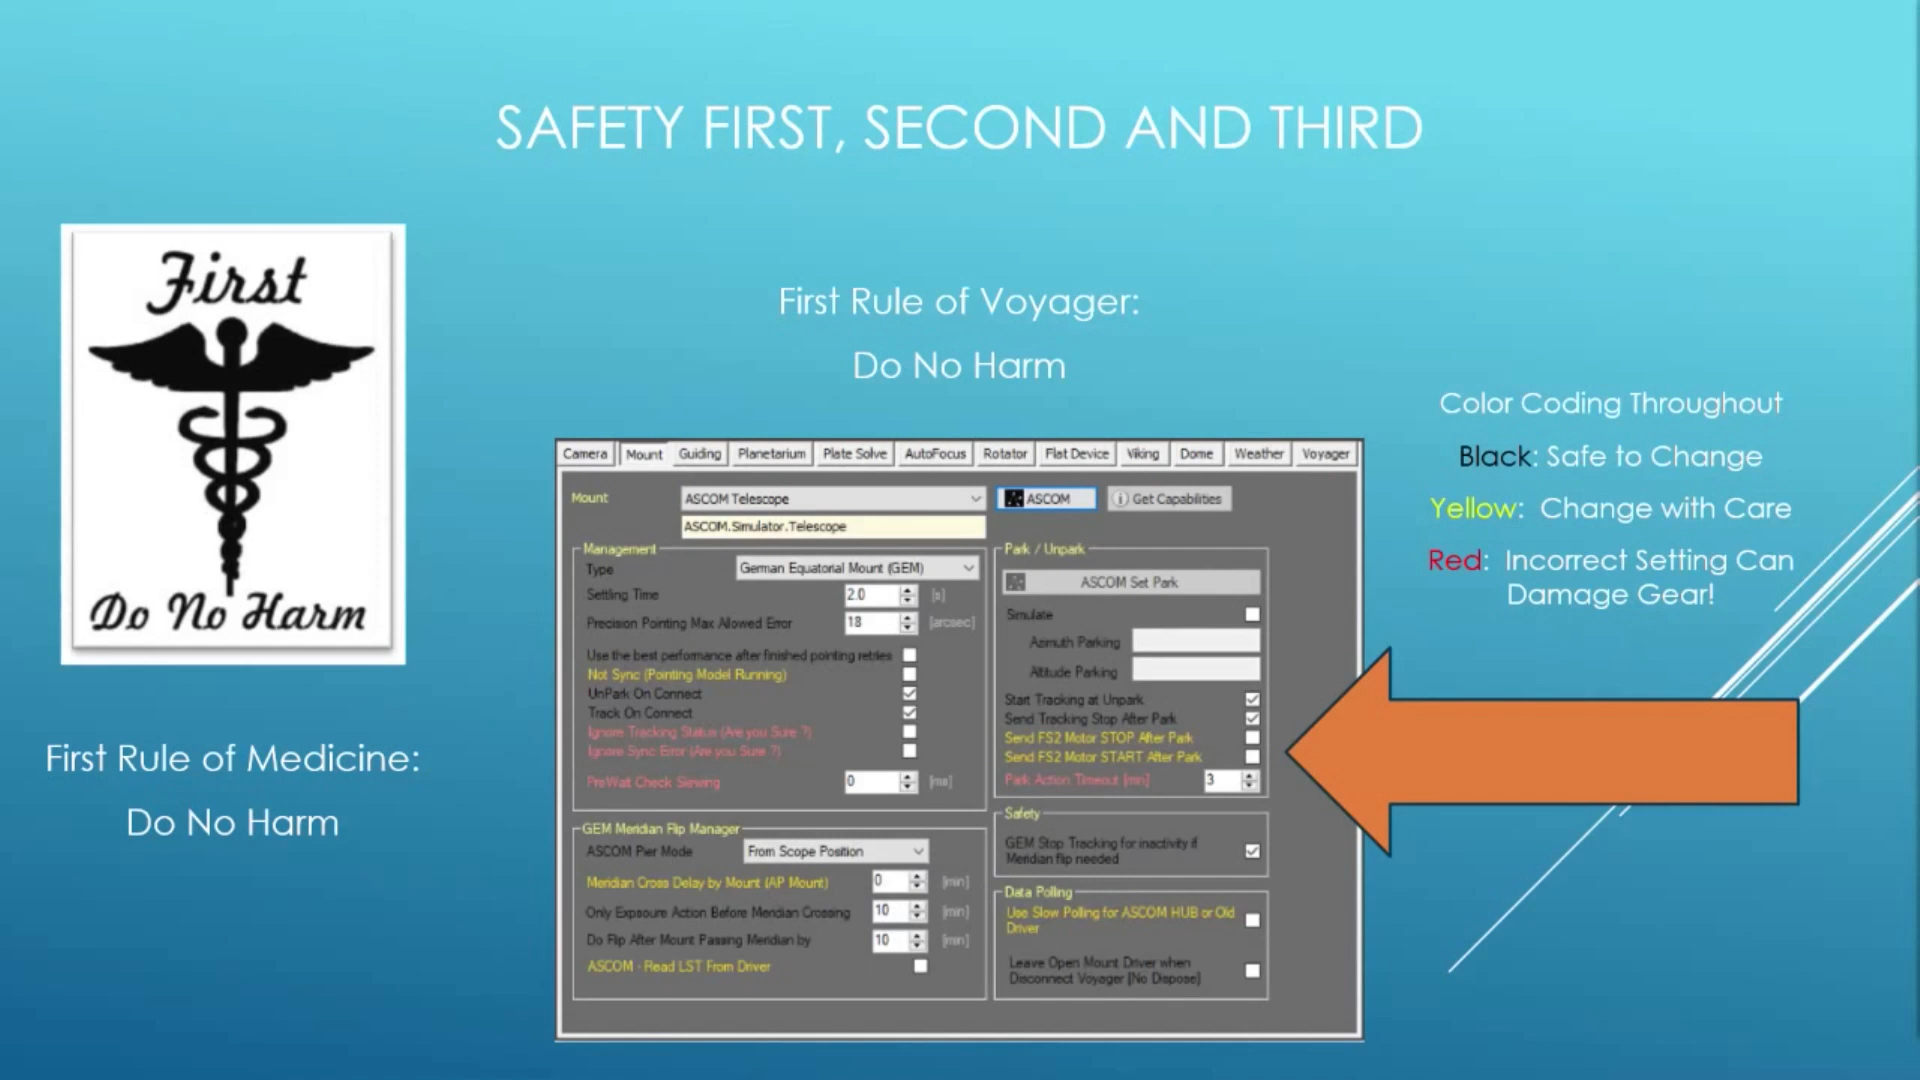 SAFETY FIRST, SECOND AND THIRD
First
Do No Harm
First Rule of Medicine:
Do No Harm
First Rule of Voyager:
Do No Harm
Camera Mount Guiding Planetarium Plate Solve AutoFocus Rotator Flat Device Viking Dome Weather Voyager
Mount ASCOM Telescope ASCOM Get Capabilities
ASCOM.Simulator.Telescope
Management
Type German Equatorial Mount (GEM)
Settling Time 2.0 [s]
Precision Pointing Max Allowed Error 18 [arcsec]
Use the best perfomance after finished pointing retries
Not Sync (Pointing Model Running)
UnPark On Connect
Track On Connect
Ignore Tracking Status (Are you Sure ?)
Ignore Sync Error (Are you Sure ?)
PreWait Check Slewing 0 [ms]
GEM Meridian Flip Manager
ASCOM Pier Mode From Scope Position
Meridian Cross Delay by Mount (AP Mount) 0 [min]
Only Exposure Action Before Meridian Crossing 10 [min]
Do Flip After Mount Passing Meridian by 10 [min]
ASCOM - Read LST From Driver
Park / Unpark
ASCOM Set Park
Simulate
Azimuth Parking
Altitude Parking
Start Tracking at Unpark
Send Tracking Stop After Park
Send FS2 Motor STOP After Park
Send FS2 Motor START After Park
Park Action Timeout [min] 3
Safety
GEM Stop Tracking for inactivity if
Meridian flip needed
Data Polling
Use Slow Polling for ASCOM HUB or Old
Driver
Leave Open Mount Driver when
Disconnect Voyager [No Dispose]
Color Coding Throughout
Black: Safe to Change
Yellow: Change with Care
Red: Incorrect Setting Can
Damage Gear!